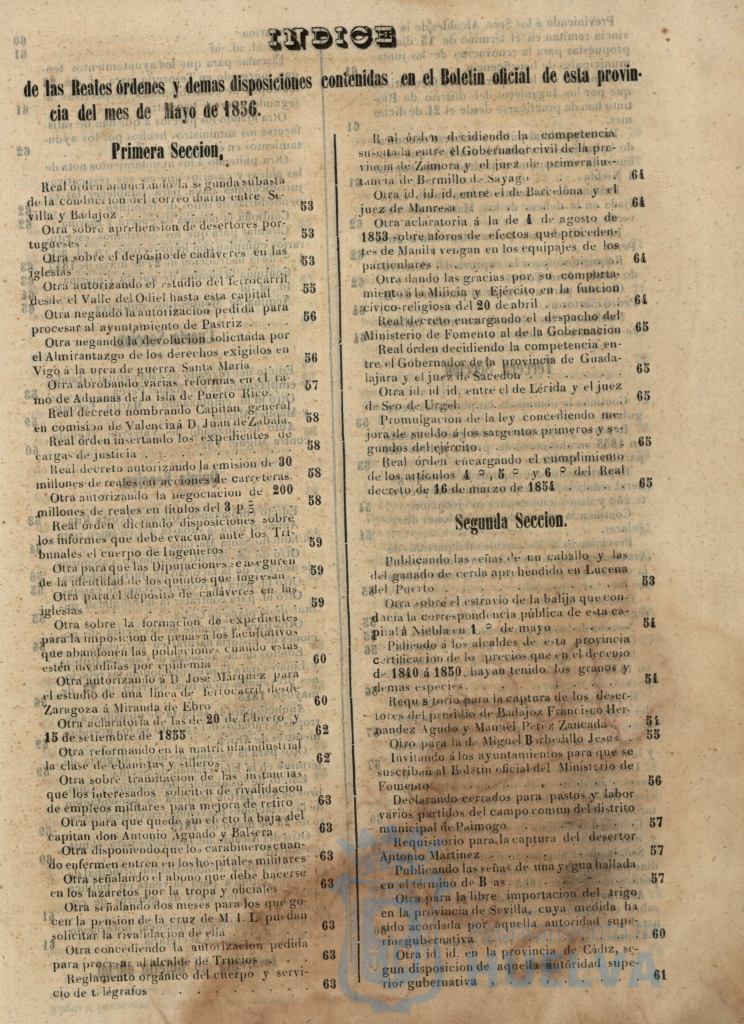 INDICE
de las Reales órdenes y demas disposiciones contenidas en el Boletin oficial de esta provin-
cia del mes de Mayo de 1856.
Primera Seccion,
Real órden anunciando la segunda subasta
de la conduccion del correo diario entre Se-
villa y Badajoz . . . . . 53
Otra sobre aprehension de desertores por-
tugueses . . . . . 53
Otra sobre el depósito de cadáveres en las
iglesias . . . . . 53
Otra autorizando el estudio del ferrocarril
desde el Valle del Odiel hasta esta capital . 55
Otra negando la autorizacion pedida para
procesar al ayuntamiento de Pastriz . . . 56
Otra negando la devolucion solicitada por
el Almirantazgo de los derechos exigidos en
Vigo á la urca de guerra Santa María. . . 56
Otra abrobando varias reformas en el ra-
mo de Aduanas de la isla de Puerto Rico. . 57
Real decreto nombrando Capitan general
en comision de Valenciaá D. Juan de Zabala. 58
Real órden insertando los expedientes de
cargas de justicia . . . . . 58
Real decreto autorizando la emision de 30
millones de reales en acciones de carreteras. 58
Otra autorizando la negociacion de 200
millones de reales en títulos del 3 p 58
Real órden dictando disposiciones sobre
los informes que debe evacuar ante los Tri-
bunales el cuerpo de Ingenieros . . . . 59
Otra para que las Diputaciones se aseguren
de la identidad de los quintos que ingresan . 59
Otra para el depósito de cadáveres en las
iglesias . . . . . 59
Otra sobre la formacion de expedientes
para la imposicion de penas á los facultativos
que abandonen las poblaciones cuando estas
estén invadidas por epidemia . . . . 60
Otra autorizando á D. José Márquez para
el estudio de una línea de ferrocarril desde
Zaragoza á Miranda de Ebro . . . . 60
Otra aclaratoria de las de 20 de febrero y
15 de setiembre de 1855 . . . . . 62
Otra reformando en la matrícula industrial
la clase de ebanistas y silleros . . . . 62
Otra sobre tramitacion de las instancias
que los interesados soliciten de rivalidacion
de empleos militares para mejora de retiro . 63
Otra para que quede sin efecto la baja del
capitan don Antonio Aguado y Balsera . . 63
Otra disponiendo que los carabineros cuan-
do enfermen entren en los hospitales militares 63
Otra señalando el abono que debe hacerse
en los lazaretos por la tropa y oficiales . . 63
Otra señalando dos meses para los que go-
cen la pension de la cruz de M. I. L. puedan
solicitar la rivalidacion de ella . . . . 63
Otra concediendo la autorizacion pedida
para procesar al alcalde de Trucios . . . 63
Reglamento orgánico del cuerpo y servi-
cio de t légrafos . . . . . 63
Real órden decidiendo la competencia
suscitada entre el Gobernador civil de la pro-
vincia de Zamora y el juez de primera ins-
tancia de Bermillo de Sayago . . . . 64
Otra id. id. id. entre el de Barcelona y el
juez de Manresa . . . . . 64
Otra aclaratoria á la de 4 de agosto de
1853 sobre aforos de efectos que proceden-
tes de Manila vengan en los equipajes de los
particulares . . . . . 64
Otra dando las gracias por su comporta-
miento á la Milicia y Ejército en la funcion
cívico-religiosa del 20 de abril . . . . 64
Real decreto encargando el despacho del
Ministerio de Fomento al de la Gobernacion 65
Real órden decidiendo la competencia en-
tre el Gobernador de la provincia de Guada-
lajara y el juez de Sacedon . . . . 65
Otra id. id. entre el de Lérida y el juez
de Seo de Urgel. . . . . 65
Promulgacion de la ley concediendo me-
jora de sueldo á los sargentos primeros y se-
gundos del ejército. . . . . 65
Real órden encargando el cumplimiento
de los artículos 4 º, 5 º y 6 º del Real
decreto de 16 de marzo de 1854 . . . 65
Segunda Seccion.
Publicando las señas de un caballo y las
del ganado de cerda aprehendido en Lucena
del Puerto . . . . . 53
Otra sobre el estravio de la balija que con-
ducia la correspondencia pública de esta ca-
pital á Niebla en 1 º de mayo . . . . 54
Pidiendo á los alcaldes de esta provincia
certificacion de lo precios que en el decenio
de 1840 á 1850, hayan tenido los granos y
demas especies. . . . . 54
Requisitorio para la captura de los deser-
tores del presidio de Badajoz Francisco Her-
nandez Agudo y Manuel Perez Zancada . . 54
Otro para la de Miguel Barbedillo Jesus . 55
Invitando á los ayuntamientos para que se
suscriban al Boletin oficial del Ministerio de
Fomento . . . . . 56
Declarando cerrados para pastos y labor
varios partidos del campo comun del distrito
municipal de Paimogo. . . . . 57
Requisitorio para la captura del desertor
Antonio Martinez . . . . . 57
Publicando las señas de una yegua hallada
en el término de B as . . . . . 57
Otra para la libre importacion del trigo
en la provincia de Sevilla, cuya medida ha
sido acordada por aquella autoridad supe-
rior gubernativa . . . . . 60
Otra id. id. en la provincia de Cádiz, se-
gun disposicion de aquella autoridad supe-
rior gubernativa , . . . . 61
HUELVA